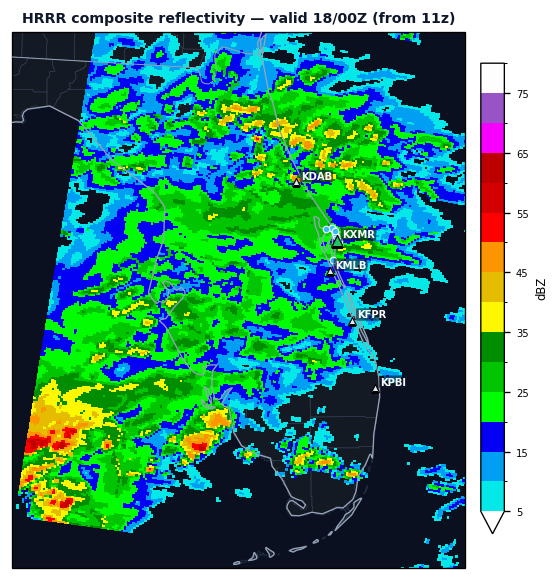 HRRR composite reflectivity — valid 18/00Z (from 11z)
KDAB
KXMR
KMLB
KFPR
KPBI
75
65
55
45
35
25
15
5
dBZ